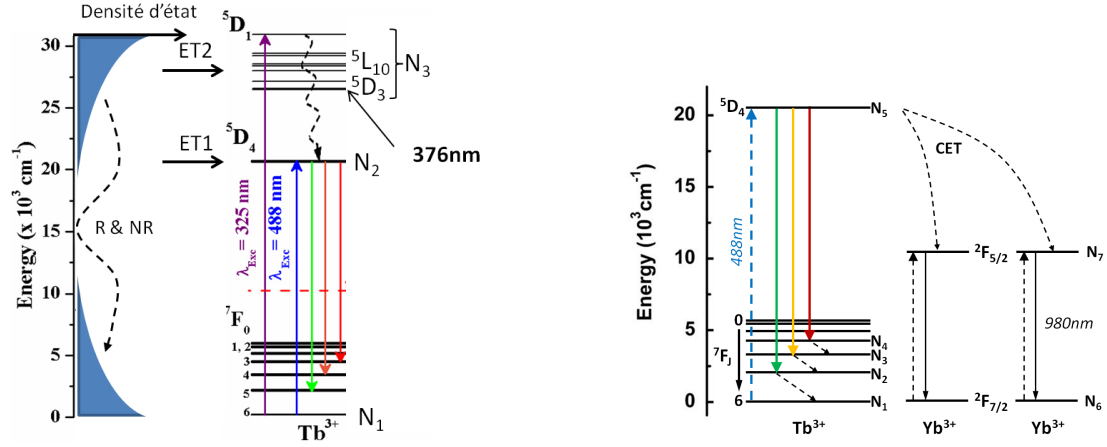 Densité d'état
Energy (x 10³ cm⁻¹)
30
25
20
15
10
5
0
R & NR
ET2
ET1
⁵D₁
⁵L₁₀
⁵D₃
N₃
376nm
⁵D₄
N₂
λExc = 325 nm
λExc = 488 nm
⁷F₀
1, 2
3
4
5
6
N₁
Tb³⁺
Energy (10³cm⁻¹)
20
15
10
5
0
⁵D₄
N₅
CET
488nm
²F₅/₂
N₇
980nm
0
⁷FJ
6
N₄
N₃
N₂
N₁
²F₇/₂
N₆
Tb³⁺
Yb³⁺
Yb³⁺